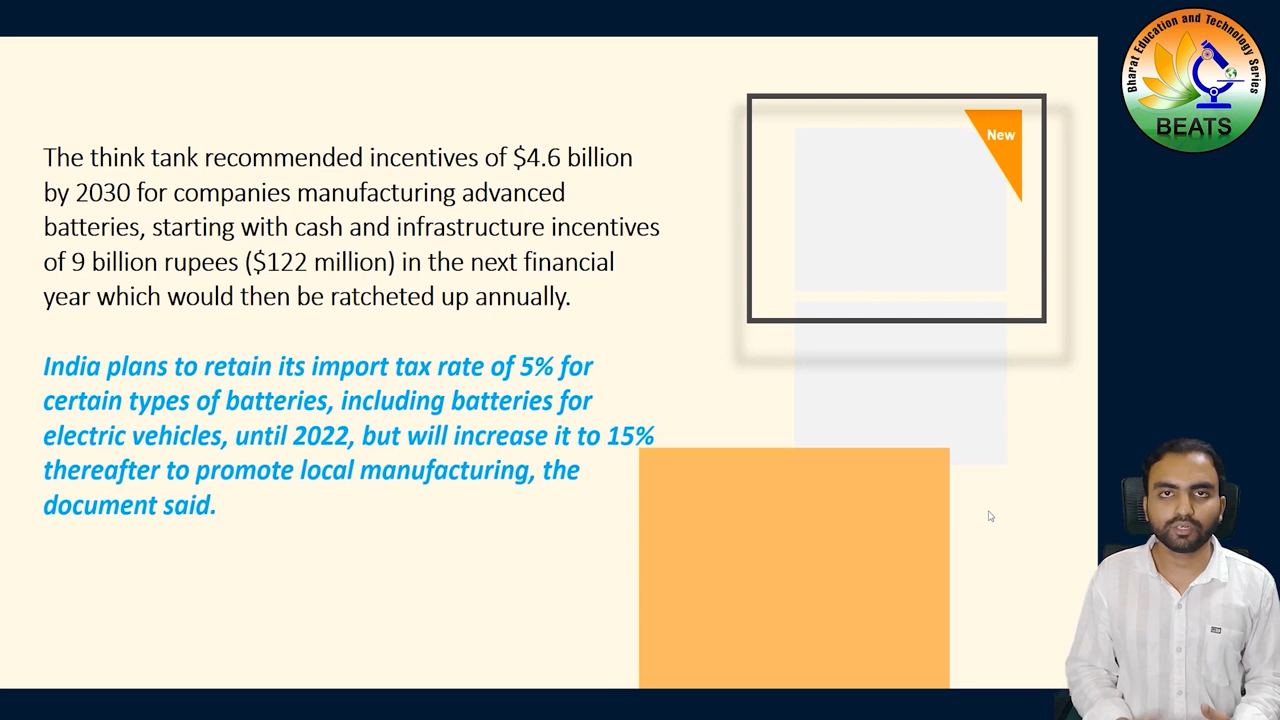 The think tank recommended incentives of $4.6 billion
by 2030 for companies manufacturing advanced
batteries, starting with cash and infrastructure incentives
of 9 billion rupees ($122 million) in the next financial
year which would then be ratcheted up annually.
India plans to retain its import tax rate of 5% for
certain types of batteries, including batteries for
electric vehicles, until 2022, but will increase it to 15%
thereafter to promote local manufacturing, the
document said.
New
Bharat Education and Technology Series
BEATS